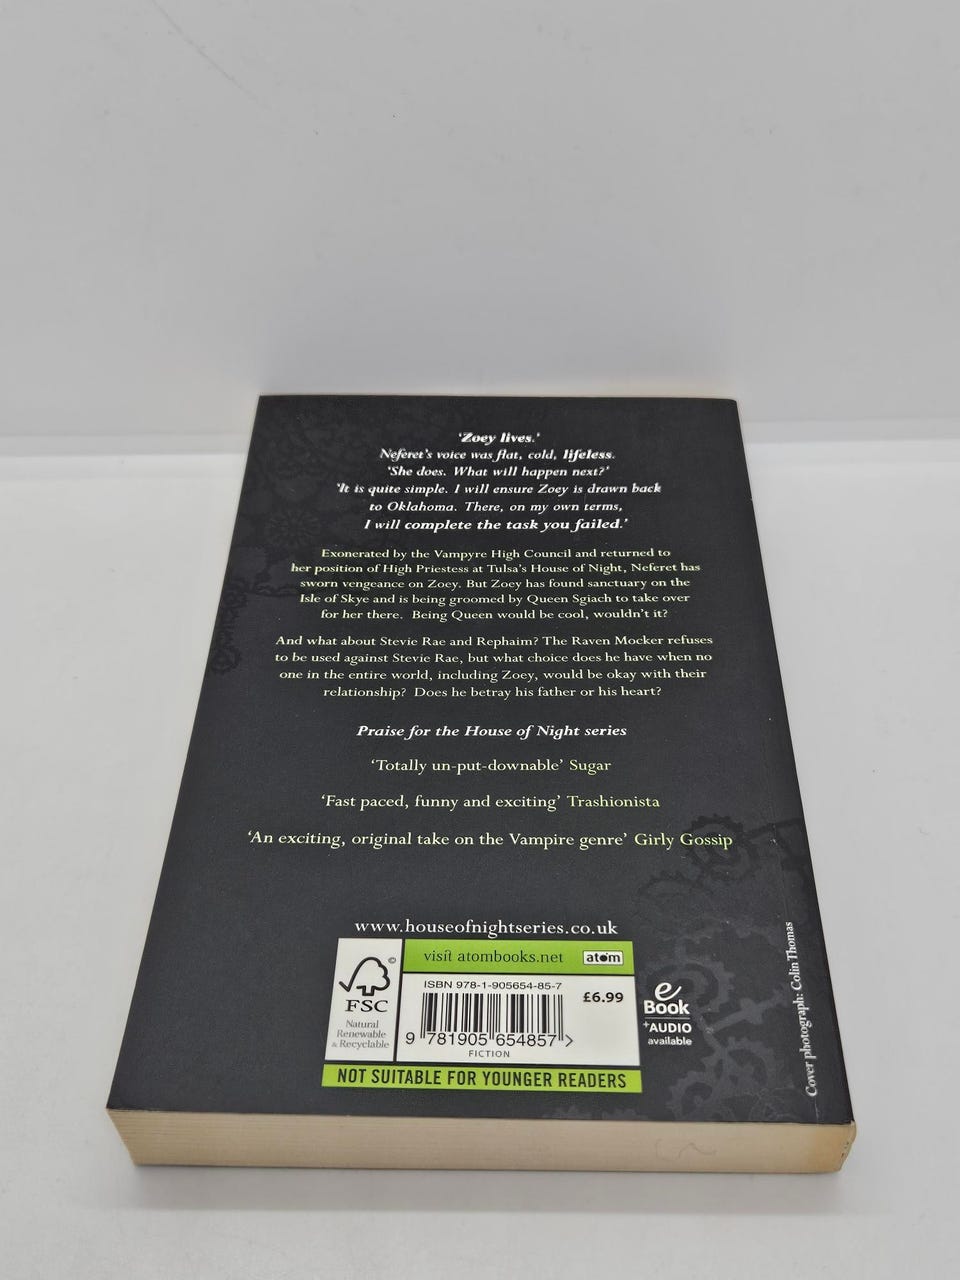 ‘Zoey lives.’
Neferet’s voice was flat, cold, lifeless.
‘She does. What will happen next?’
‘It is quite simple. I will ensure Zoey is drawn back
to Oklahoma. There, on my own terms,
I will complete the task you failed.’
Exonerated by the Vampyre High Council and returned to
her position of High Priestess at Tulsa’s House of Night, Neferet has
sworn vengeance on Zoey. But Zoey has found sanctuary on the
Isle of Skye and is being groomed by Queen Sgiach to take over
for her there. Being Queen would be cool, wouldn’t it?
And what about Stevie Rae and Rephaim? The Raven Mocker refuses
to be used against Stevie Rae, but what choice does he have when no
one in the entire world, including Zoey, would be okay with their
relationship? Does he betray his father or his heart?
Praise for the House of Night series
‘Totally un-put-downable’ Sugar
‘Fast paced, funny and exciting’ Trashionista
‘An exciting, original take on the Vampire genre’ Girly Gossip
www.houseofnightseries.co.uk
visit atombooks.net atom
©
FSC
Natural
Renewable
& Recyclable
ISBN 978-1-905654-85-7
£6.99
9 781905 654857 >
FICTION
NOT SUITABLE FOR YOUNGER READERS
e
Book
+AUDIO
available
Cover photograph: Colin Thomas